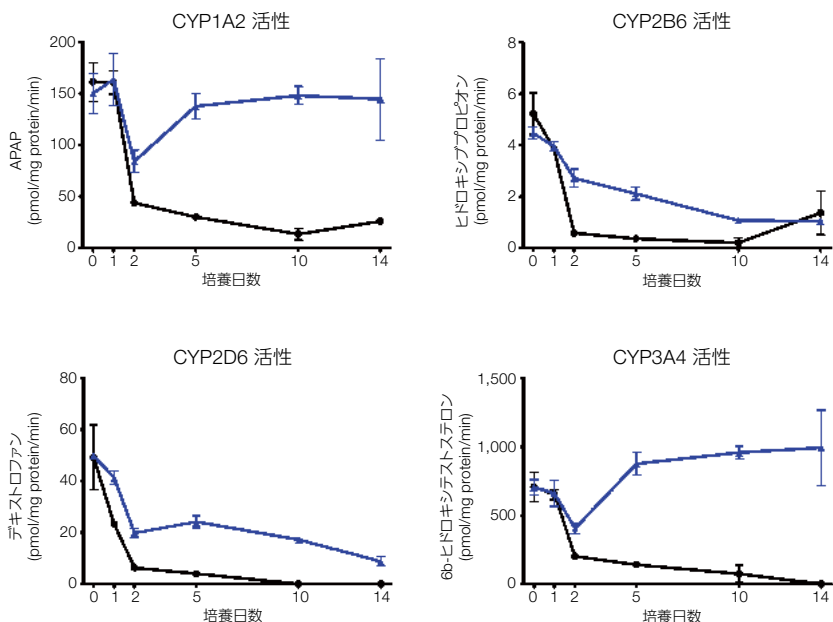 CYP1A2 活性
APAP
(pmol/mg protein/min)
200
150
100
50
0
0 1 2 5 10 14
培養日数
CYP2B6 活性
ヒドロキシブプロピオン
(pmol/mg protein/min)
8
6
4
2
0
0 1 2 5 10 14
培養日数
CYP2D6 活性
デキストロファン
(pmol/mg protein/min)
80
60
40
20
0
0 1 2 5 10 14
培養日数
CYP3A4 活性
6b-ヒドロキシテストステロン
(pmol/mg protein/min)
1,500
1,000
500
0
0 1 2 5 10 14
培養日数